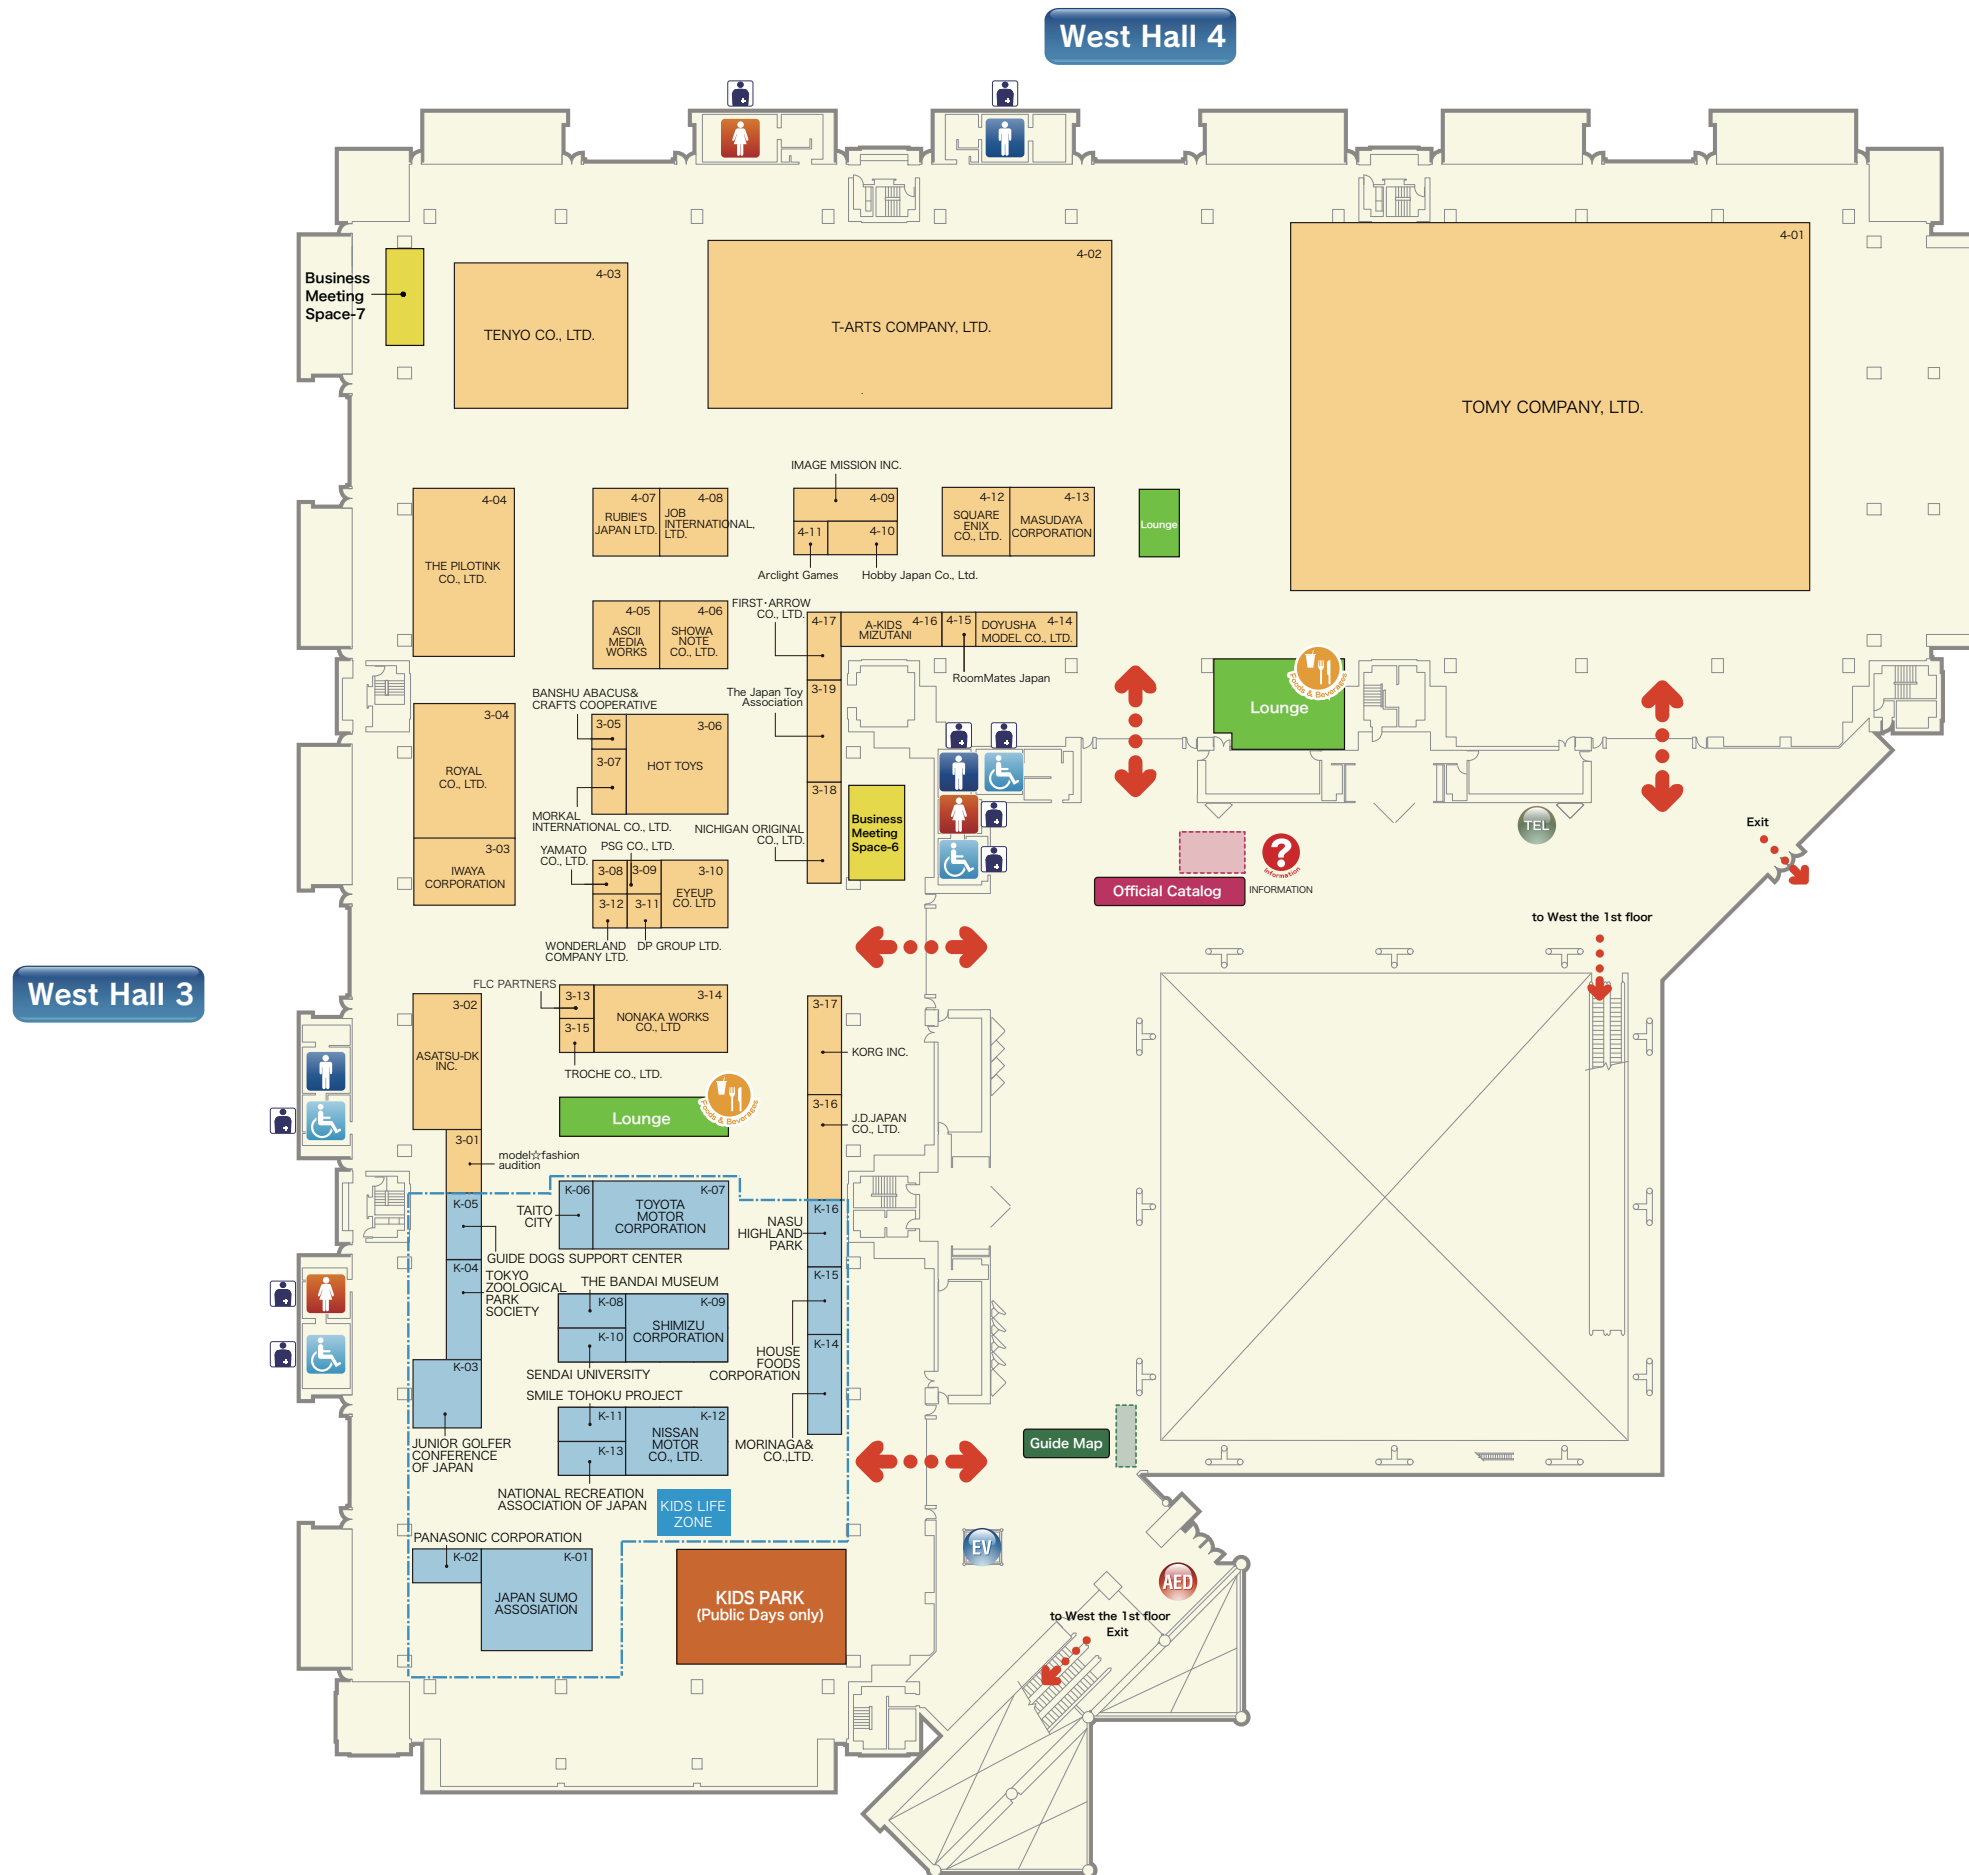 West Hall 4
4-01
4-02
4-03
Business
Meeting
Space-7
T-ARTS COMPANY, LTD.
TENYO CO., LTD.
TOMY COMPANY, LTD.
IMAGE MISSION INC.
4-04
4-07
4-08
4-09
4-12
4-13
RUBIE'S
JAPAN LTD.
JOB
INTERNATIONAL,
LTD.
4-11
4-10
SQUARE
ENIX
CO., LTD.
MASUDAYA
CORPORATION
Lounge
THE PILOTINK
CO., LTD.
Arclight Games
Hobby Japan Co., Ltd.
FIRST・ARROW
CO., LTD.
4-05
4-06
ASCII
MEDIA
WORKS
SHOWA
NOTE
CO., LTD.
4-17
A-KIDS
MIZUTANI
4-16
4-15
DOYUSHA
MODEL CO., LTD.
4-14
RoomMates Japan
BANSHU ABACUS&
CRAFTS COOPERATIVE
The Japan Toy
Association
3-19
Foods & Beverages
Lounge
3-04
3-05
3-06
3-07
HOT TOYS
ROYAL
CO., LTD.
3-18
MORKAL
INTERNATIONAL CO., LTD.
NICHIGAN ORIGINAL
CO., LTD.
Business
Meeting
Space-6
TEL
Exit
3-03
IWAYA
CORPORATION
YAMATO
CO., LTD.
PSG CO., LTD.
3-08
3-09
3-10
EYEUP
CO. LTD
3-12
3-11
?
Information
INFORMATION
Official Catalog
WONDERLAND
COMPANY LTD.
DP GROUP LTD.
to West the 1st floor
West Hall 3
FLC PARTNERS
3-02
3-13
3-14
3-15
NONAKA WORKS
CO., LTD
3-17
ASATSU-DK
INC.
KORG INC.
TROCHE CO., LTD.
Foods & Beverages
Lounge
3-16
J.D.JAPAN
CO., LTD.
3-01
model☆fashion
audition
K-05
K-06
K-07
TAITO
CITY
TOYOTA
MOTOR
CORPORATION
K-16
NASU
HIGHLAND
PARK
GUIDE DOGS SUPPORT CENTER
K-04
TOKYO
ZOOLOGICAL
PARK
SOCIETY
THE BANDAI MUSEUM
K-15
K-08
K-09
SHIMIZU
CORPORATION
K-10
K-14
HOUSE
FOODS
CORPORATION
K-03
SENDAI UNIVERSITY
SMILE TOHOKU PROJECT
K-11
K-12
NISSAN
MOTOR
CO., LTD.
K-13
JUNIOR GOLFER
CONFERENCE
OF JAPAN
MORINAGA&
CO.,LTD.
Guide Map
NATIONAL RECREATION
ASSOCIATION OF JAPAN
KIDS LIFE
ZONE
PANASONIC CORPORATION
K-02
K-01
JAPAN SUMO
ASSOSIATION
KIDS PARK
(Public Days only)
EV
AED
to West the 1st floor
Exit